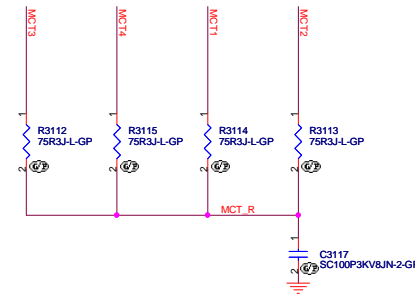 MCT3
MCT4
MCT1
MCT2
1
1
1
1
R3112
75R3J-L-GP
R3115
75R3J-L-GP
R3114
75R3J-L-GP
R3113
75R3J-L-GP
2
2
2
2
G/P
G/P
G/P
G/P
MCT_R
1
C3117
SC100P3KV8JN-2-GP
2
G/P